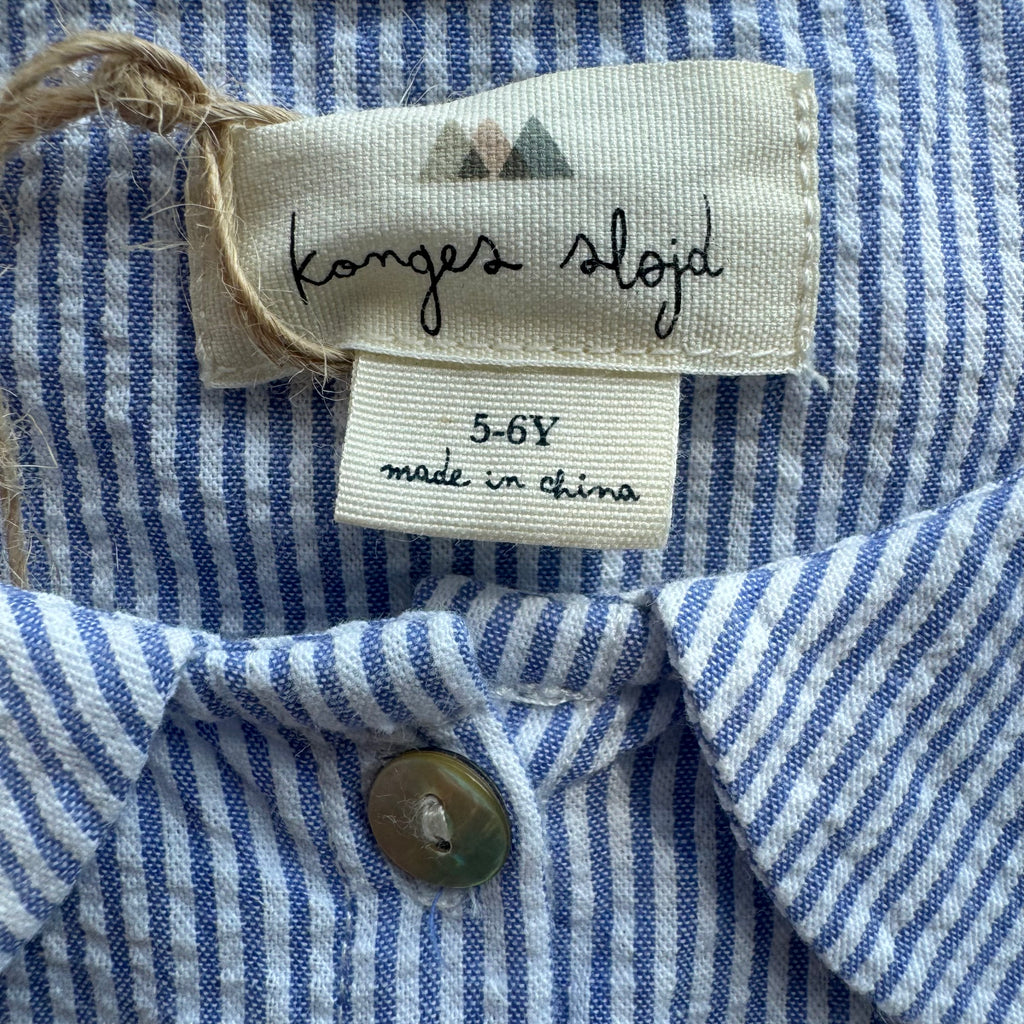 konges sløjd
5-6Y
made in china